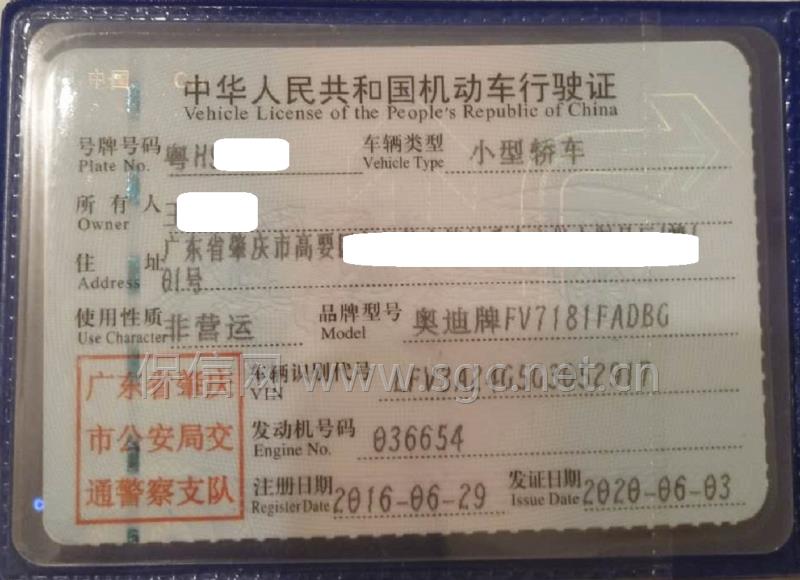 中国
中华人民共和国机动车行驶证
Vehicle License of the People's Republic of China
号牌号码 粤HS 车辆类型 小型轿车
Plate No. Vehicle Type
所有人
Owner
住址 广东省肇庆市高要
Address 01号
使用性质 非营运 品牌型号 奥迪牌FV7181FADBG
Use Character Model
保信网 www.sgc.net.cn
车辆识别代号
VIN
广东省肇庆
市公安局交
通警察支队
发动机号码 036654
Engine No.
注册日期 2016-06-29 发证日期 2020-06-03
Register Date Issue Date